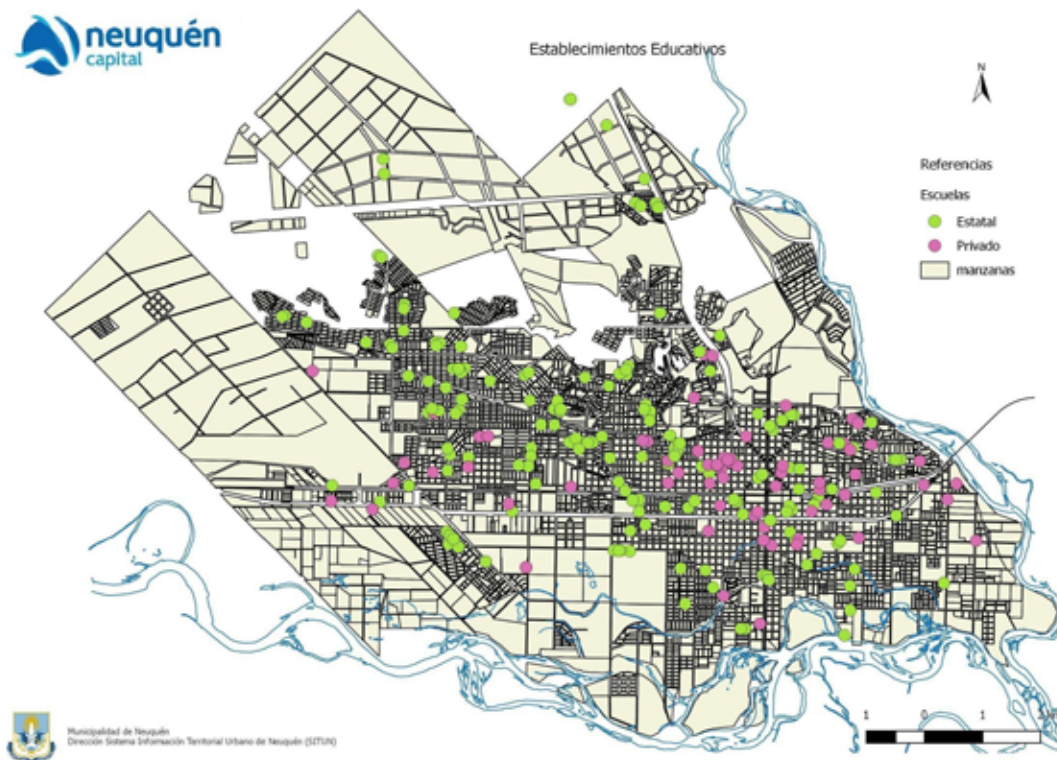 neuquén
capital
Establecimientos Educativos
N
Referencias
Escuelas
Estatal
Privado
manzanas
1 0 1
Municipalidad de Neuquén
Dirección Sistema Información Territorial Urbano de Neuquén (SITUN)